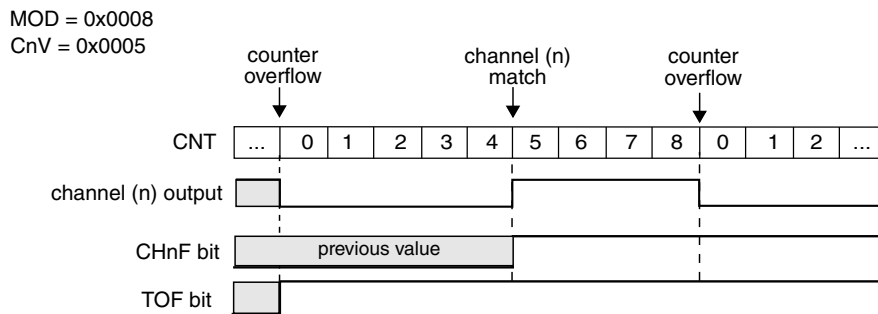 MOD = 0x0008
CnV = 0x0005
counter overflow
channel (n) match
counter overflow
CNT ... 0 1 2 3 4 5 6 7 8 0 1 2 ...
channel (n) output
CHnF bit previous value
TOF bit